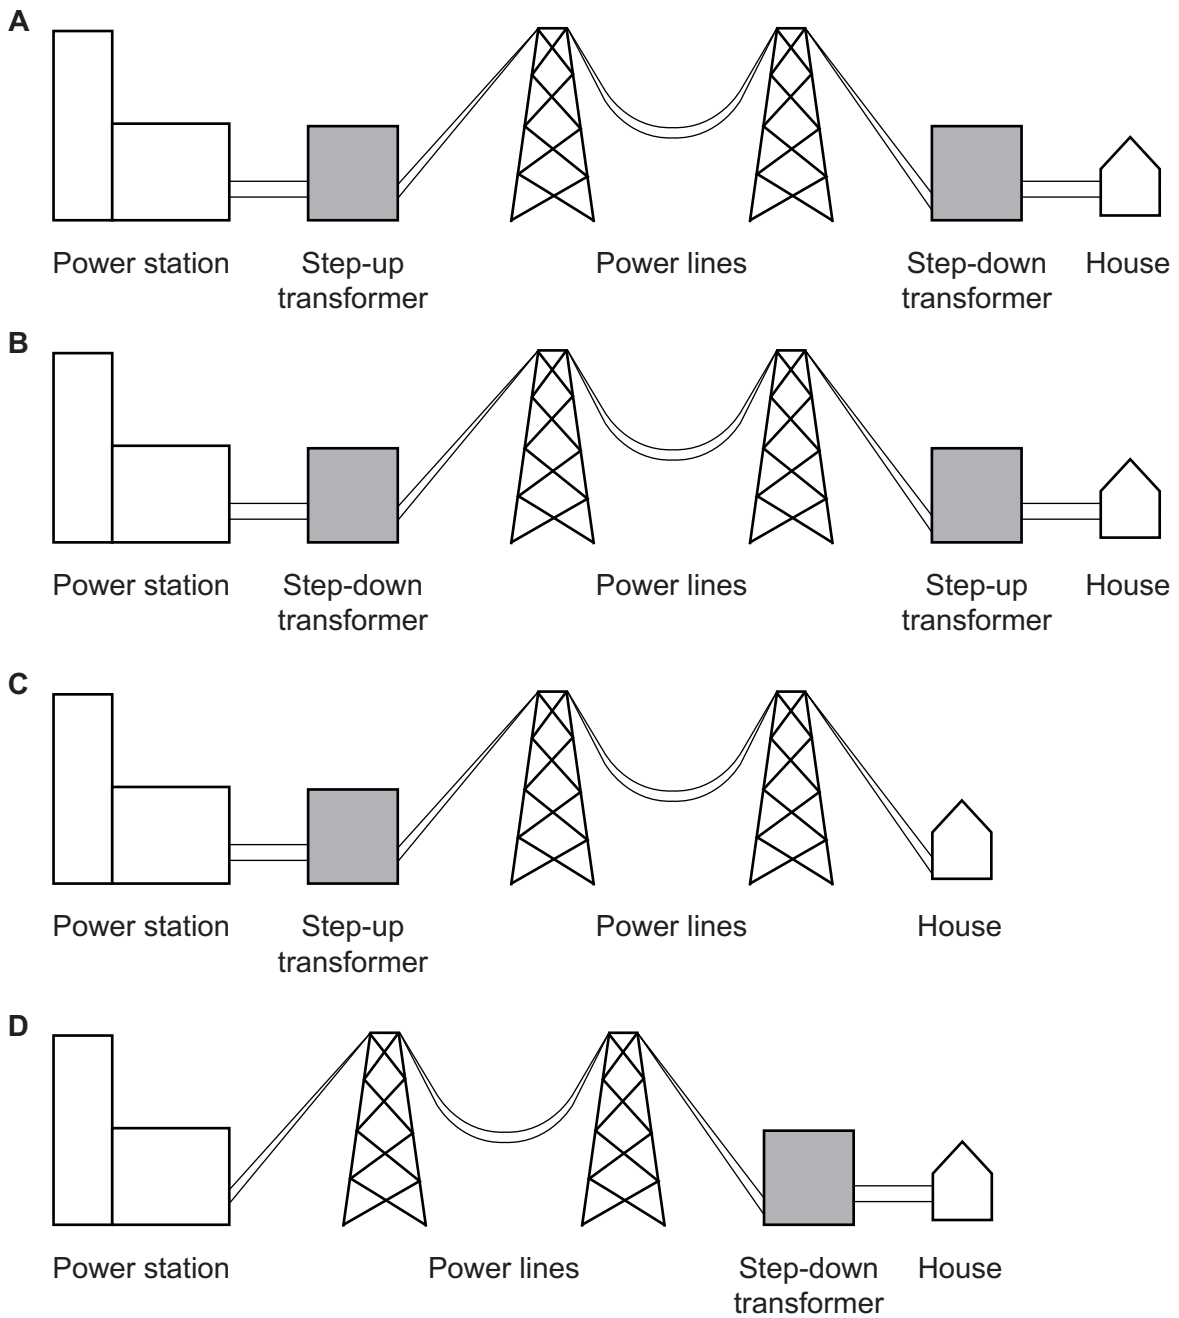 A
Power station
Step-up
transformer
Power lines
Step-down
transformer
House
B
Power station
Step-down
transformer
Power lines
Step-up
transformer
House
C
Power station
Step-up
transformer
Power lines
House
D
Power station
Power lines
Step-down
transformer
House